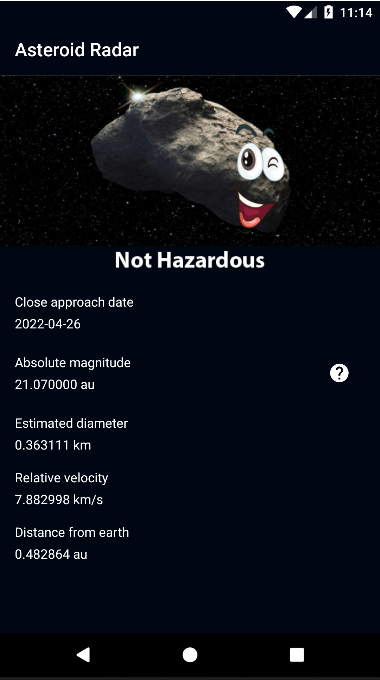 11:14
Asteroid Radar
Not Hazardous
Close approach date
2022-04-26
Absolute magnitude
21.070000 au
?
Estimated diameter
0.363111 km
Relative velocity
7.882998 km/s
Distance from earth
0.482864 au